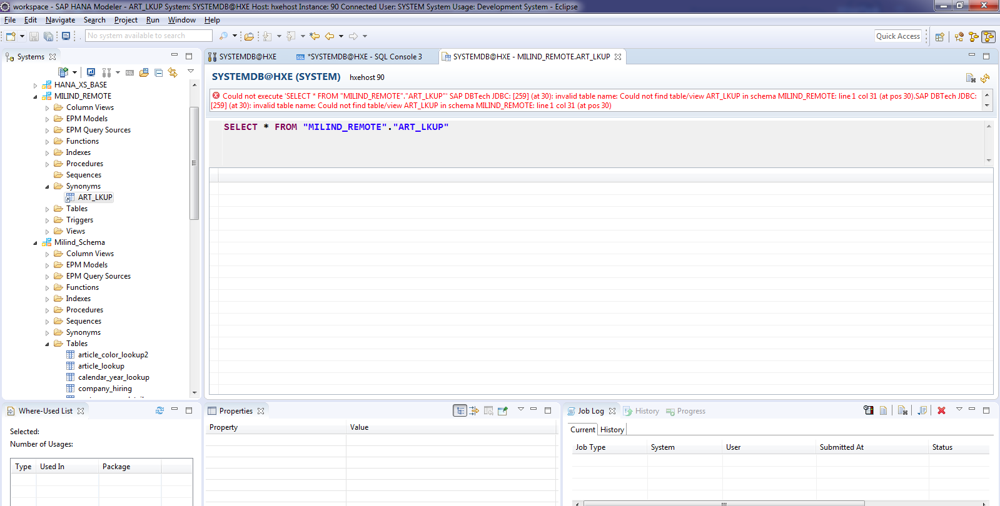 workspace - SAP HANA Modeler - ART_LKUP System: SYSTEMDB@HXE Host: hxehost Instance: 90 Connected User: SYSTEM System Usage: Development System - Eclipse
File Edit Navigate Search Project Run Window Help
No system available to search
Quick Access
Systems
SYSTEMDB@HXE
*SYSTEMDB@HXE - SQL Console 3
SYSTEMDB@HXE - MILIND_REMOTE.ART_LKUP
SQL
SQL
HANA_XS_BASE
MILIND_REMOTE
Column Views
EPM Models
EPM Query Sources
Functions
Indexes
Procedures
Sequences
Synonyms
ART_LKUP
Tables
Triggers
Views
Milind_Schema
Column Views
EPM Models
EPM Query Sources
Functions
Indexes
Procedures
Sequences
Synonyms
Tables
article_color_lookup2
article_lookup
calendar_year_lookup
company_hiring
SYSTEMDB@HXE (SYSTEM) hxehost 90
Could not execute 'SELECT * FROM "MILIND_REMOTE"."ART_LKUP"' SAP DBTech JDBC: [259] (at 30): invalid table name: Could not find table/view ART_LKUP in schema MILIND_REMOTE: line 1 col 31 (at pos 30).SAP DBTech JDBC:
[259] (at 30): invalid table name: Could not find table/view ART_LKUP in schema MILIND_REMOTE: line 1 col 31 (at pos 30)
SELECT * FROM "MILIND_REMOTE"."ART_LKUP"
Where-Used List
Selected:
Number of Usages:
Type Used In Package
Properties
Property Value
Job Log History Progress
Current History
Job Type System User Submitted At Status